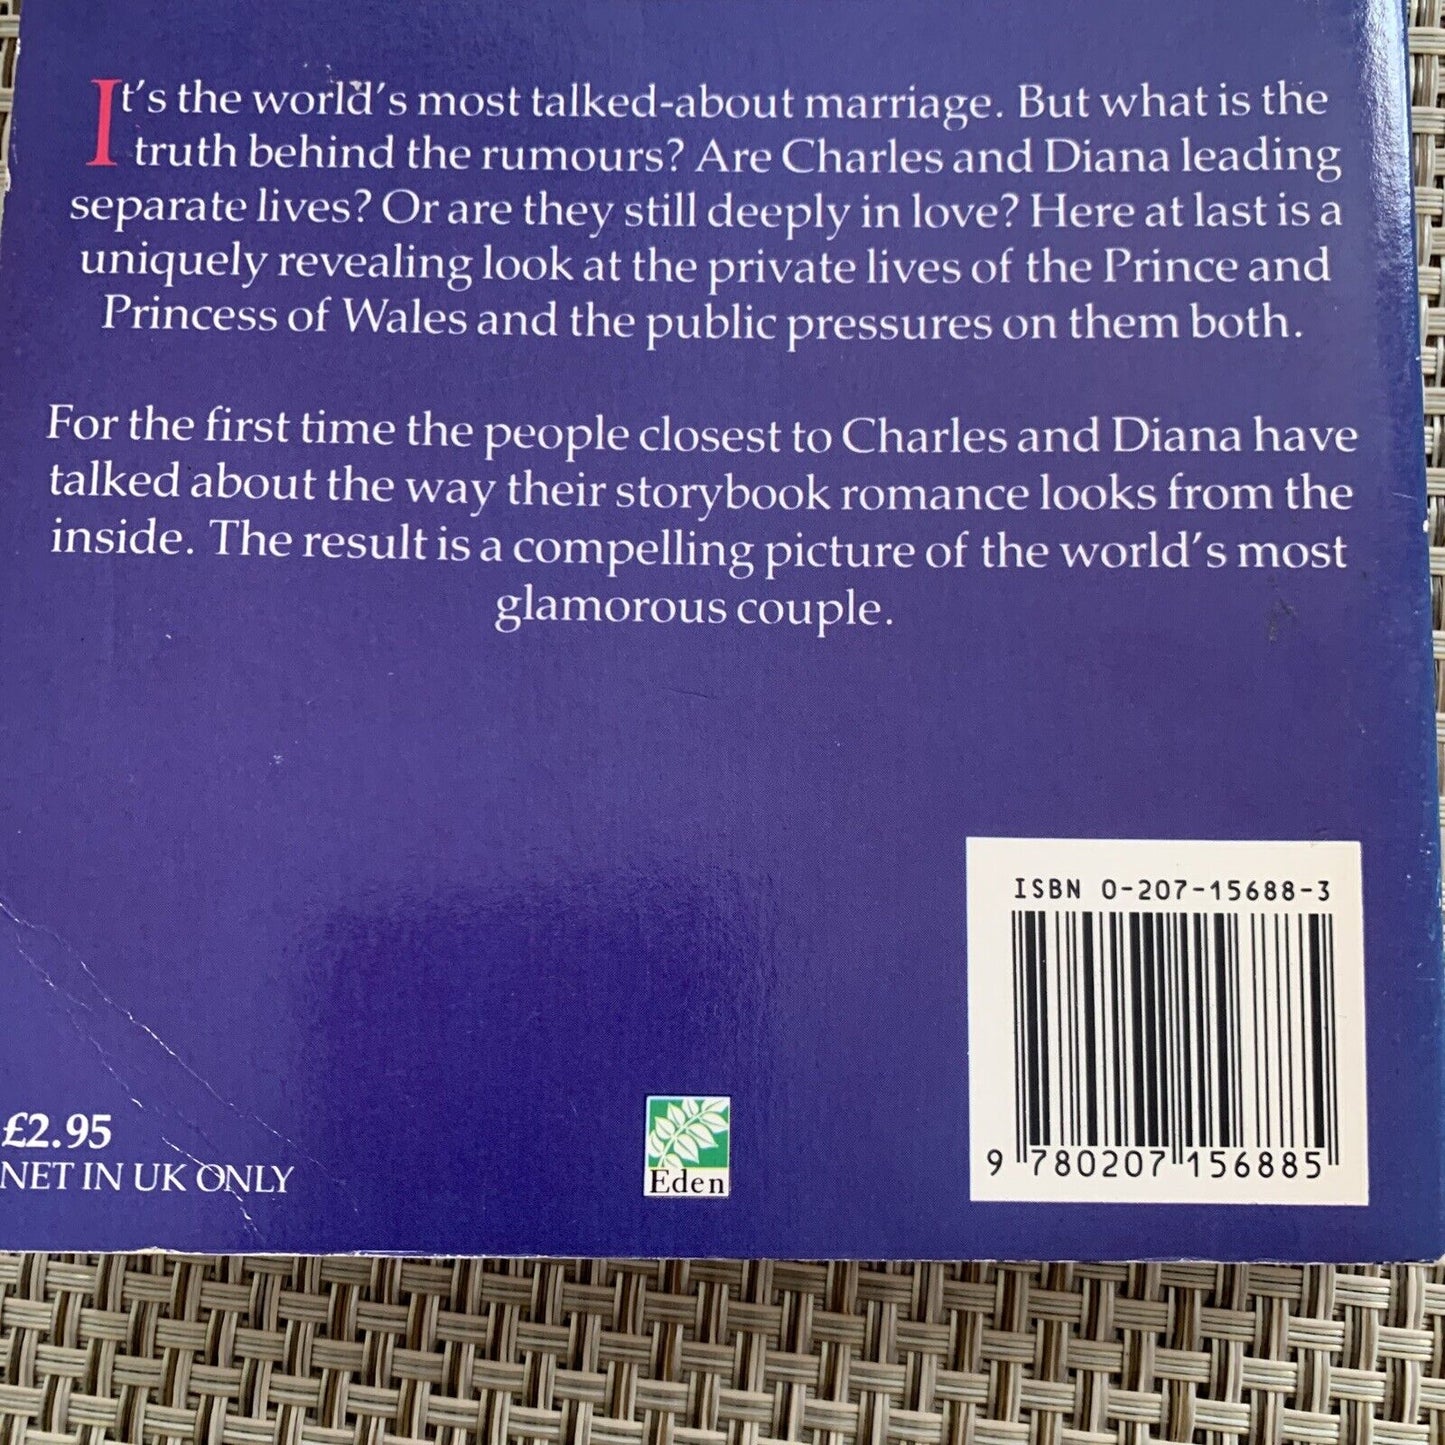 It's the world's most talked-about marriage. But what is the
truth behind the rumours? Are Charles and Diana leading
separate lives? Or are they still deeply in love? Here at last is a
uniquely revealing look at the private lives of the Prince and
Princess of Wales and the public pressures on them both.
For the first time the people closest to Charles and Diana have
talked about the way their storybook romance looks from the
inside. The result is a compelling picture of the world's most
glamorous couple.
ISBN 0-207-15688-3
9 780207 156885
£2.95
NET IN UK ONLY
Eden